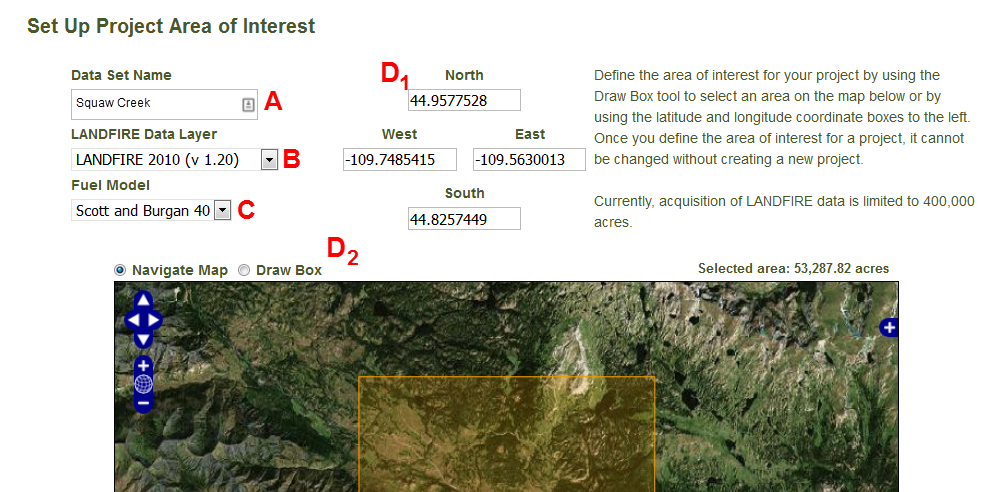 Set Up Project Area of Interest
Data Set Name
Squaw Creek
A
LANDFIRE Data Layer
LANDFIRE 2010 (v 1.20)
B
Fuel Model
Scott and Burgan 40
C
D1
North
44.9577528
West
East
-109.7485415
-109.5630013
South
44.8257449
Define the area of interest for your project by using the
Draw Box tool to select an area on the map below or by
using the latitude and longitude coordinate boxes to the left.
Once you define the area of interest for a project, it cannot
be changed without creating a new project.
Currently, acquisition of LANDFIRE data is limited to 400,000
acres.
D2
Navigate Map
Draw Box
Selected area: 53,287.82 acres